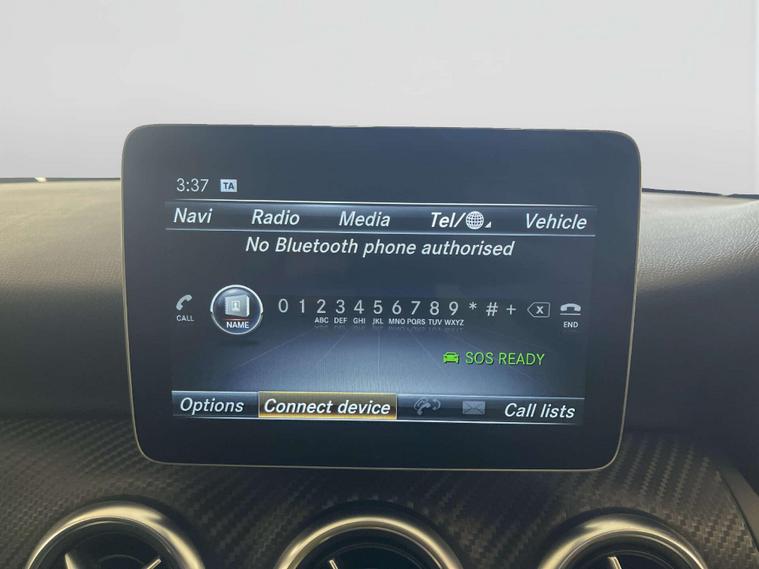 3:37 TA
Navi Radio Media Tel/ Vehicle
No Bluetooth phone authorised
0 1 2 3 4 5 6 7 8 9 * # + X
ABC DEF GHI JKL MNO PQRS TUV WXYZ
CALL NAME END
SOS READY
Options Connect device Call lists